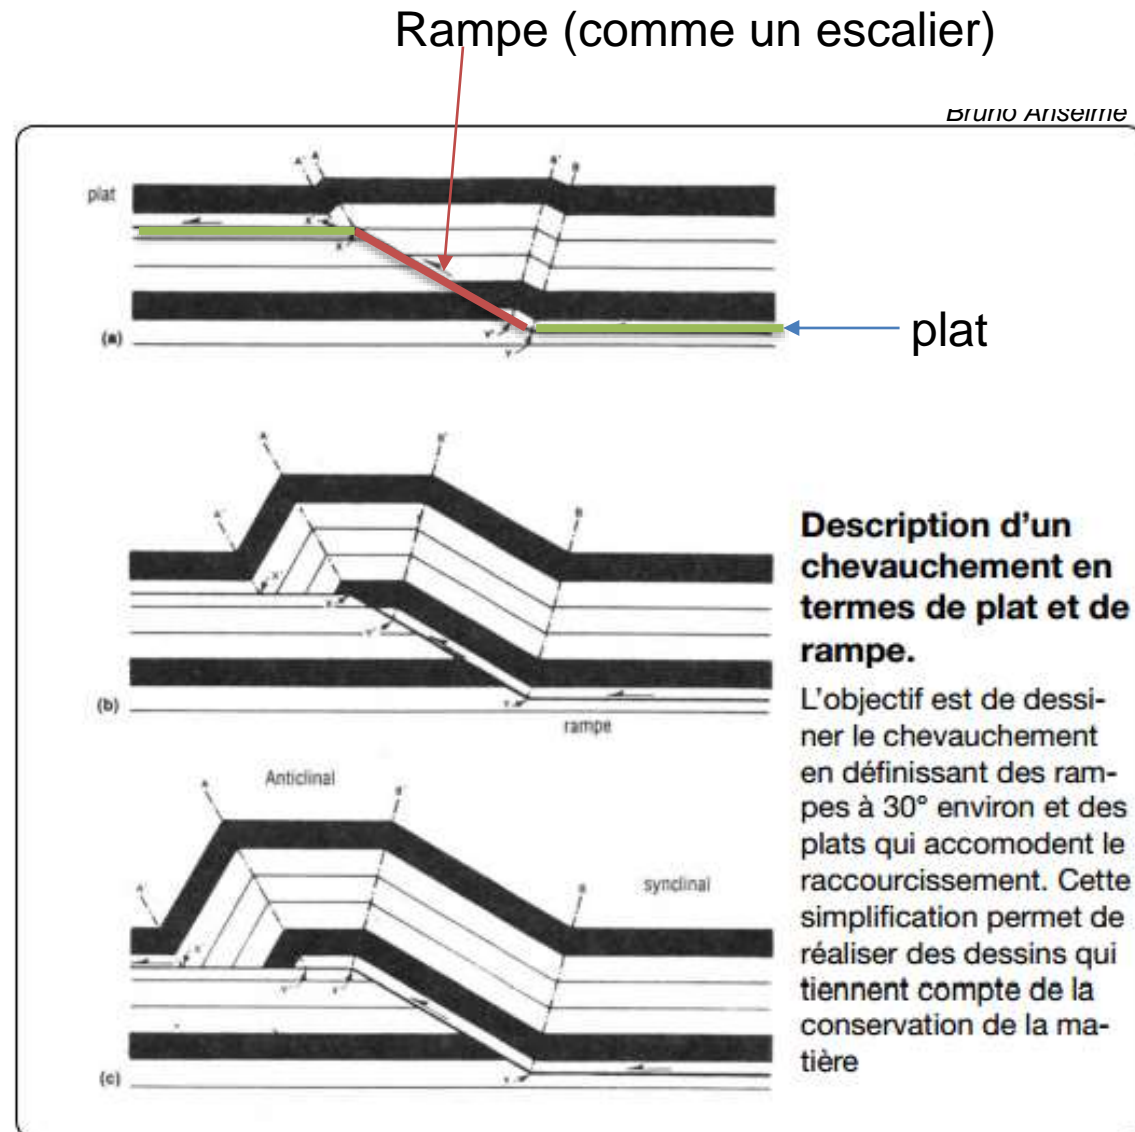 Rampe (comme un escalier)
Bruno Anselme
plat
A' A B' B
X'
X
Y'
Y
plat
(a)
A B'
A' B
X'
X
Y'
Y
(b)
rampe
Anticlinal
A B'
A' B synclinal
X
Y' Y
Y
(c)
Description d'un
chevauchement en
termes de plat et de
rampe.
L'objectif est de dessi-
ner le chevauchement
en définissant des ram-
pes à 30° environ et des
plats qui accomodent le
raccourcissement. Cette
simplification permet de
réaliser des dessins qui
tiennent compte de la
conservation de la ma-
tière